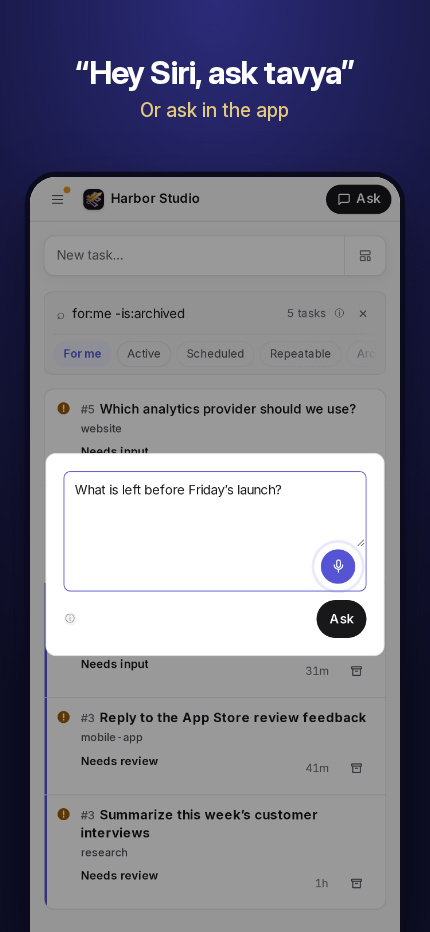 “Hey Siri, ask tavya”
Or ask in the app
Harbor Studio
Ask
New task...
for:me -is:archived
5 tasks
For me
Active
Scheduled
Repeatable
#5 Which analytics provider should we use?
website
Needs input
What is left before Friday’s launch?
Ask
Needs input
31m
#3 Reply to the App Store review feedback
mobile-app
41m
Needs review
#3 Summarize this week’s customer
interviews
research
Needs review
1h